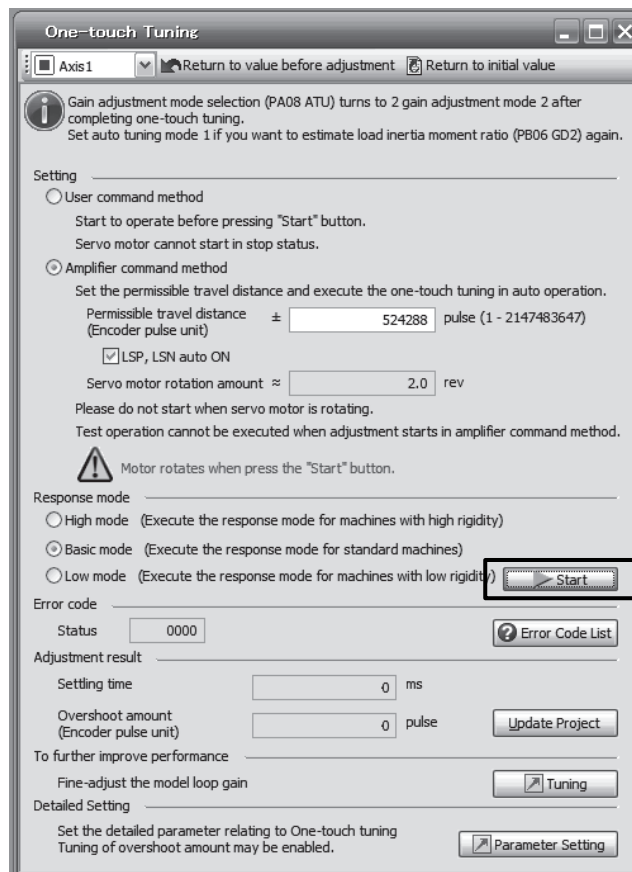 One-touch Tuning
Axis1 Return to value before adjustment Return to initial value
Gain adjustment mode selection (PA08 ATU) turns to 2 gain adjustment mode 2 after
completing one-touch tuning.
Set auto tuning mode 1 if you want to estimate load inertia moment ratio (PB06 GD2) again.
Setting
User command method
Start to operate before pressing "Start" button.
Servo motor cannot start in stop status.
Amplifier command method
Set the permissible travel distance and execute the one-touch tuning in auto operation.
Permissible travel distance ± 524288 pulse (1 - 2147483647)
(Encoder pulse unit)
LSP, LSN auto ON
Servo motor rotation amount ≈ 2.0 rev
Please do not start when servo motor is rotating.
Test operation cannot be executed when adjustment starts in amplifier command method.
Motor rotates when press the "Start" button.
Response mode
High mode (Execute the response mode for machines with high rigidity)
Basic mode (Execute the response mode for standard machines)
Low mode (Execute the response mode for machines with low rigidity) Start
Error code
Status 0000 Error Code List
Adjustment result
Settling time 0 ms
Overshoot amount 0 pulse Update Project
(Encoder pulse unit)
To further improve performance
Fine-adjust the model loop gain Tuning
Detailed Setting
Set the detailed parameter relating to One-touch tuning
Tuning of overshoot amount may be enabled. Parameter Setting